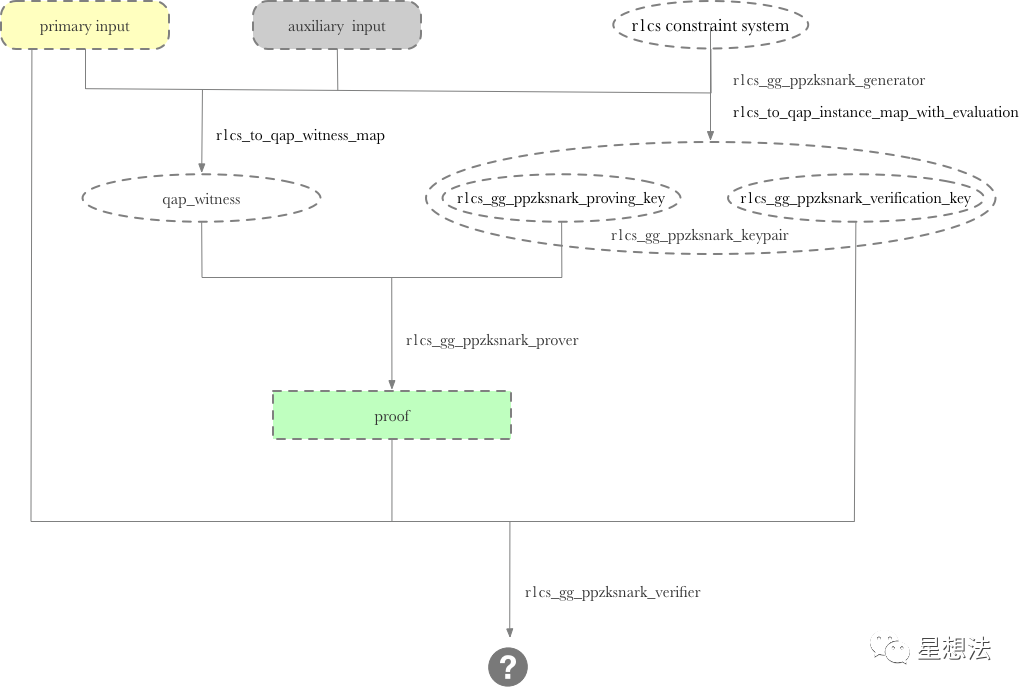 primary input
auxiliary input
r1cs constraint system
r1cs_gg_ppzksnark_generator
r1cs_to_qap_instance_map_with_evaluation
r1cs_to_qap_witness_map
qap_witness
r1cs_gg_ppzksnark_proving_key
r1cs_gg_ppzksnark_verification_key
r1cs_gg_ppzksnark_keypair
r1cs_gg_ppzksnark_prover
proof
r1cs_gg_ppzksnark_verifier
?
星想法